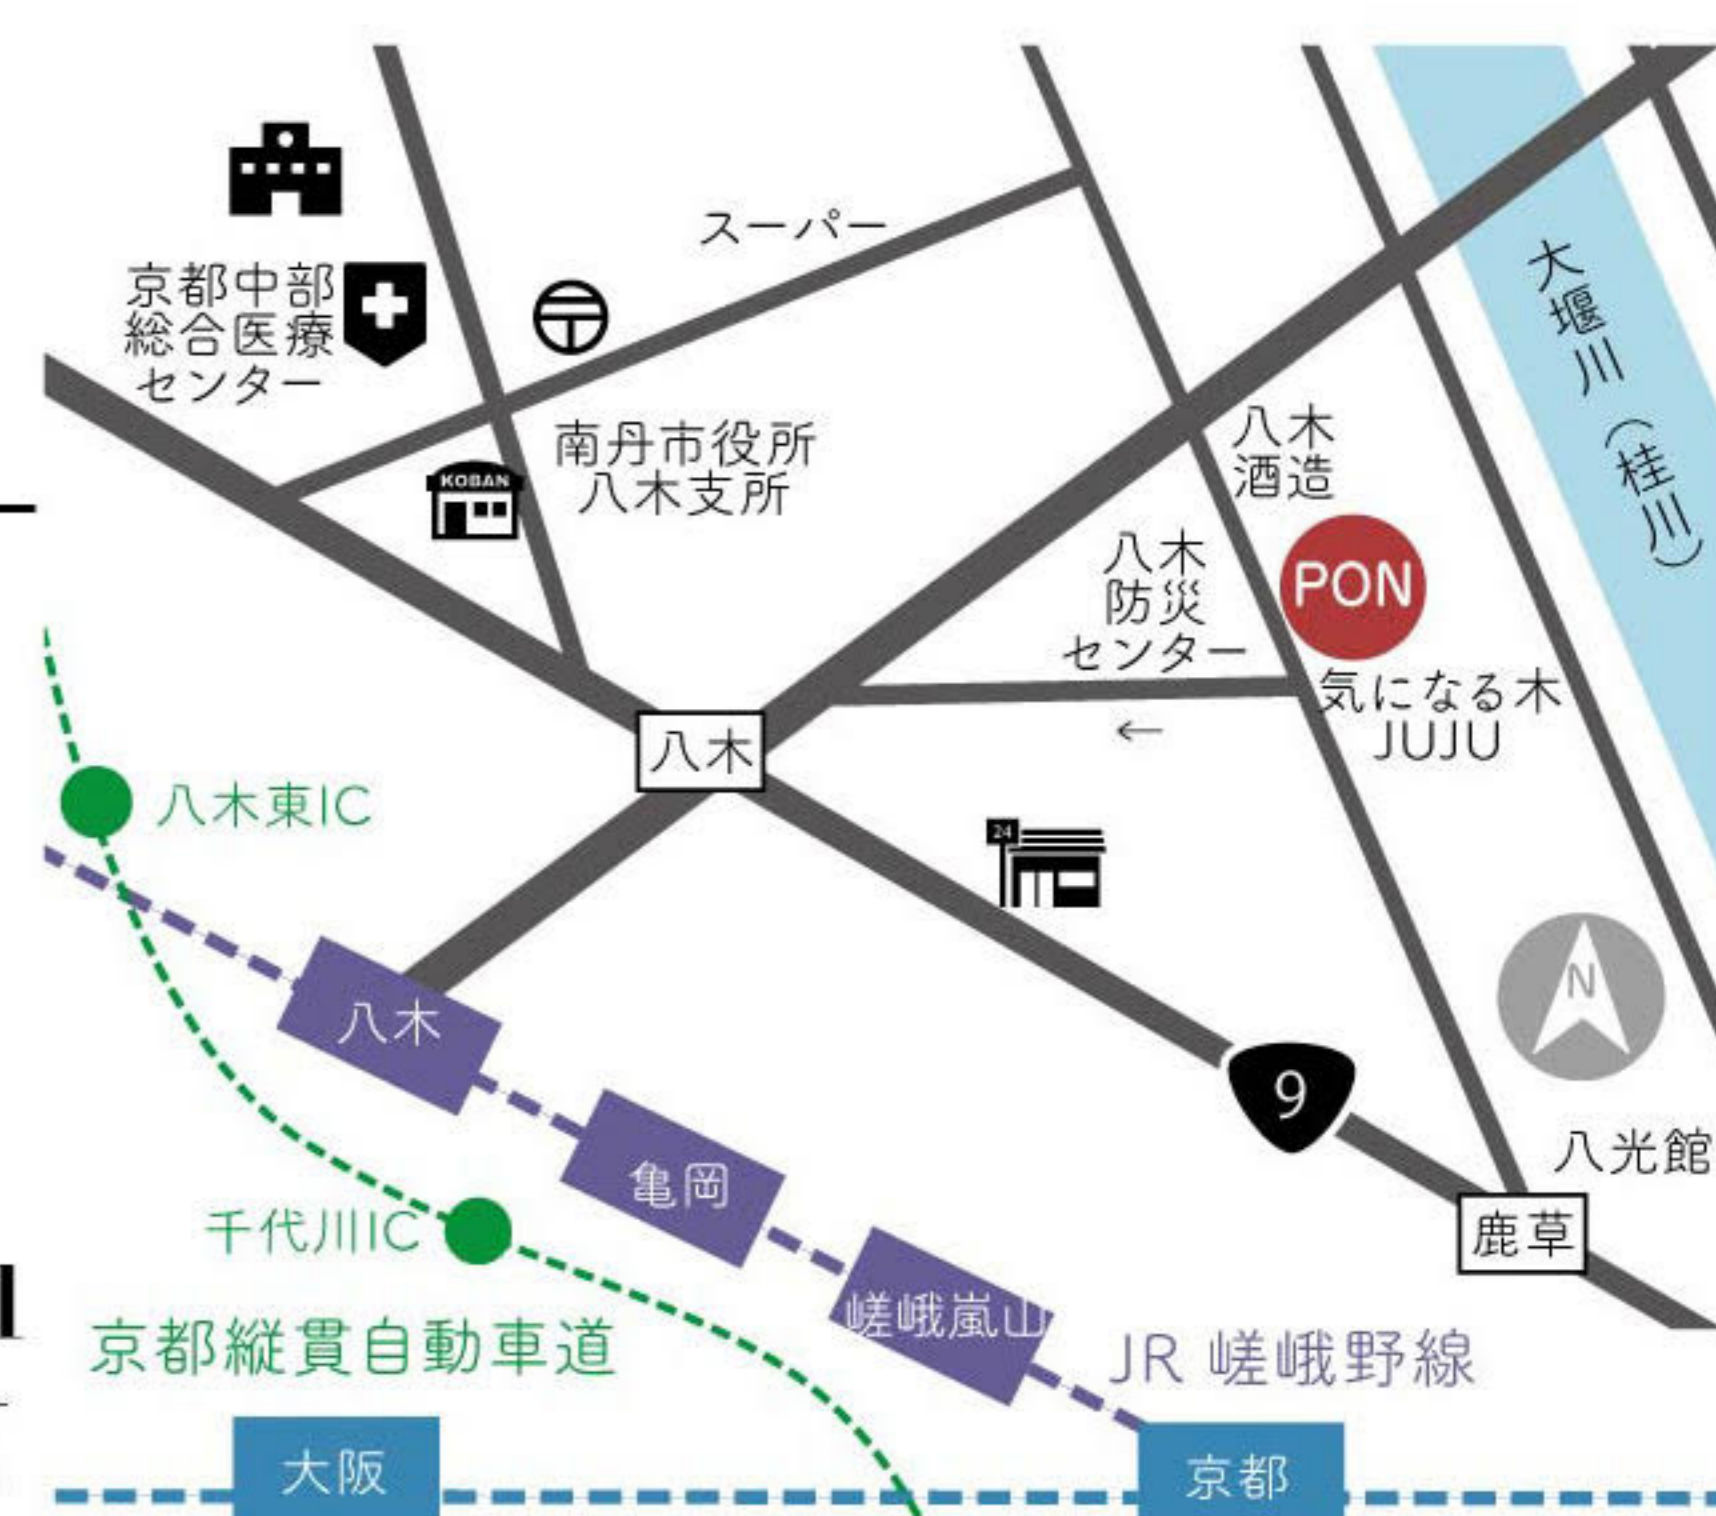 スーパー
京都中部
総合医療
センター
KOBAN
南丹市役所
八木支所
大堰川(桂川)
八木
酒造
PON
八木
防災
センター
気になる木
JUJU
←
八木
24
八木東IC
N
八木
9
八光館
亀岡
鹿草
千代川IC
嵯峨嵐山
JR 嵯峨野線
京都縦貫自動車道
大阪
京都